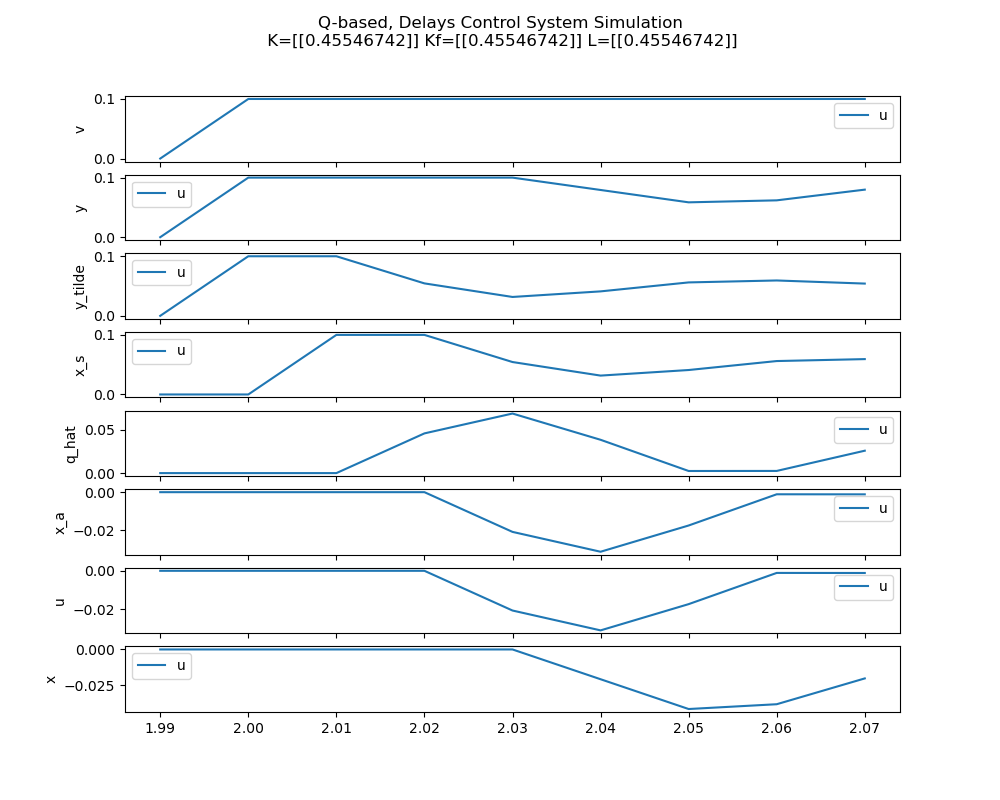 Q-based, Delays Control System Simulation
K=[[0.45546742]] Kf=[[0.45546742]] L=[[0.45546742]]
0.1
v
0.0
u
0.1
y
0.0
u
0.1
y_tilde
0.0
u
0.1
x_s
0.0
u
0.05
q_hat
0.00
u
0.00
x_a
−0.02
u
0.00
u
−0.02
u
0.000
x
−0.025
u
1.99 2.00 2.01 2.02 2.03 2.04 2.05 2.06 2.07